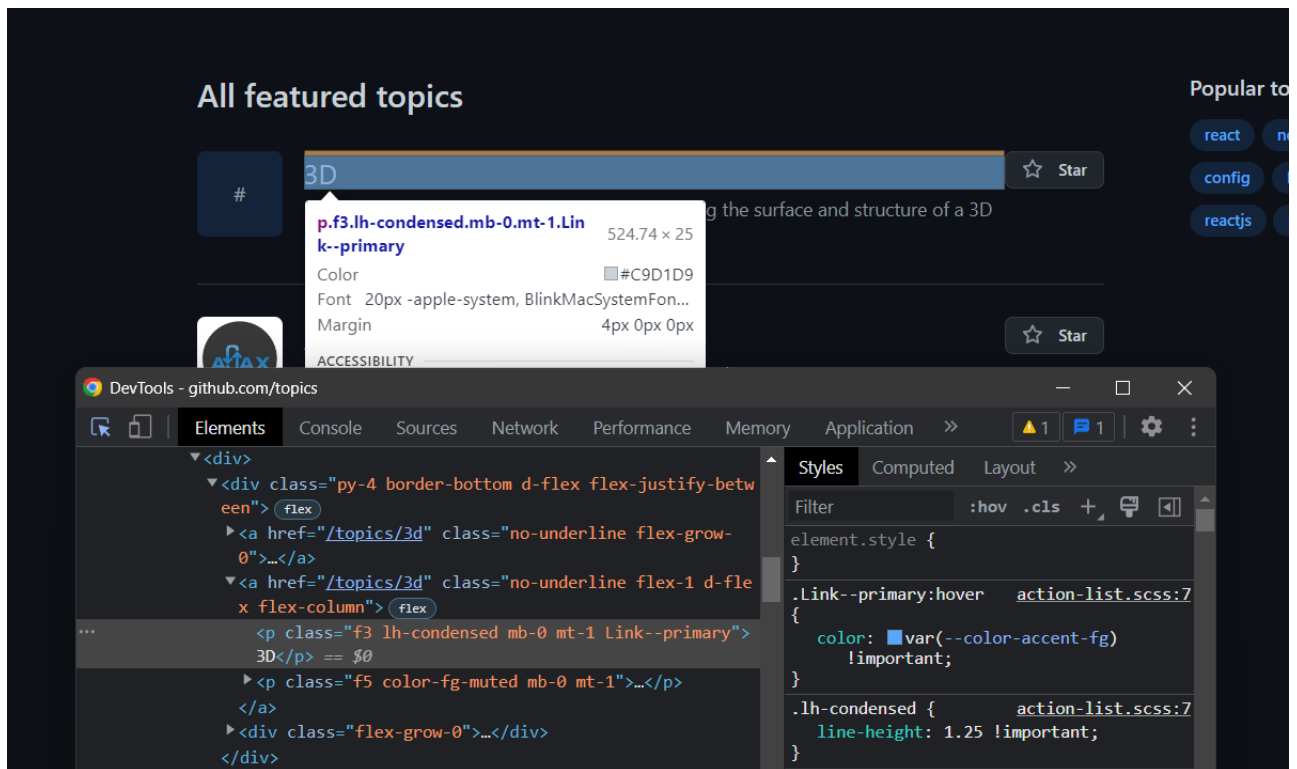 All featured topics
Popular to
react
config
reactjs
#
3D
Star
g the surface and structure of a 3D
p.f3.lh-condensed.mb-0.mt-1.Lin
k--primary
524.74 × 25
Color
#C9D1D9
Font 20px -apple-system, BlinkMacSystemFon...
Margin
4px 0px 0px
ACCESSIBILITY
AJAX
Star
DevTools - github.com/topics
Elements Console Sources Network Performance Memory Application » 1 1
▼<div>
▼<div class="py-4 border-bottom d-flex flex-justify-betw
een"> flex
▶<a href="/topics/3d" class="no-underline flex-grow-
0">…</a>
▼<a href="/topics/3d" class="no-underline flex-1 d-fle
x flex-column"> flex
<p class="f3 lh-condensed mb-0 mt-1 Link--primary">
3D</p> == $0
▶<p class="f5 color-fg-muted mb-0 mt-1">…</p>
</a>
▶<div class="flex-grow-0">…</div>
</div>
Styles Computed Layout »
Filter :hov .cls +
element.style {
}
.Link--primary:hover action-list.scss:7
{
color: var(--color-accent-fg)
!important;
}
.lh-condensed { action-list.scss:7
line-height: 1.25 !important;
}